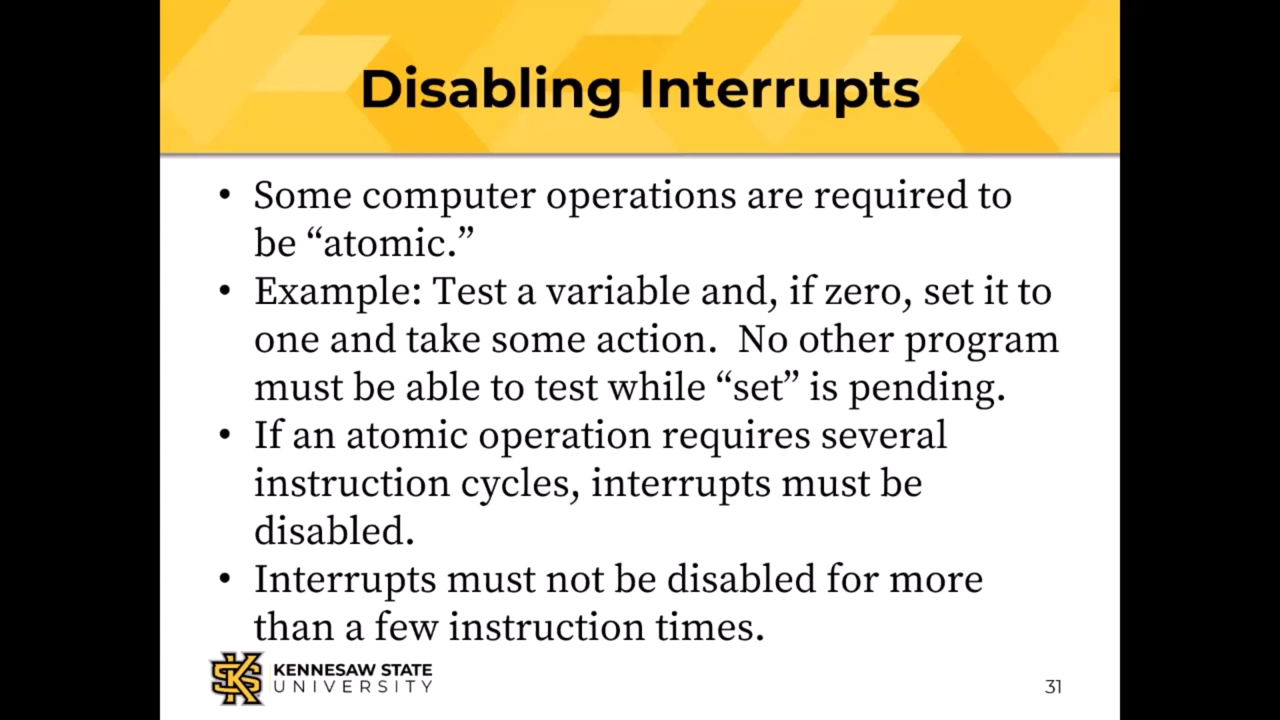 Disabling Interrupts
• Some computer operations are required to
be “atomic.”
• Example: Test a variable and, if zero, set it to
one and take some action.  No other program
must be able to test while “set” is pending.
• If an atomic operation requires several
instruction cycles, interrupts must be
disabled.
• Interrupts must not be disabled for more
than a few instruction times.
KS
KENNESAW STATE
UNIVERSITY
31